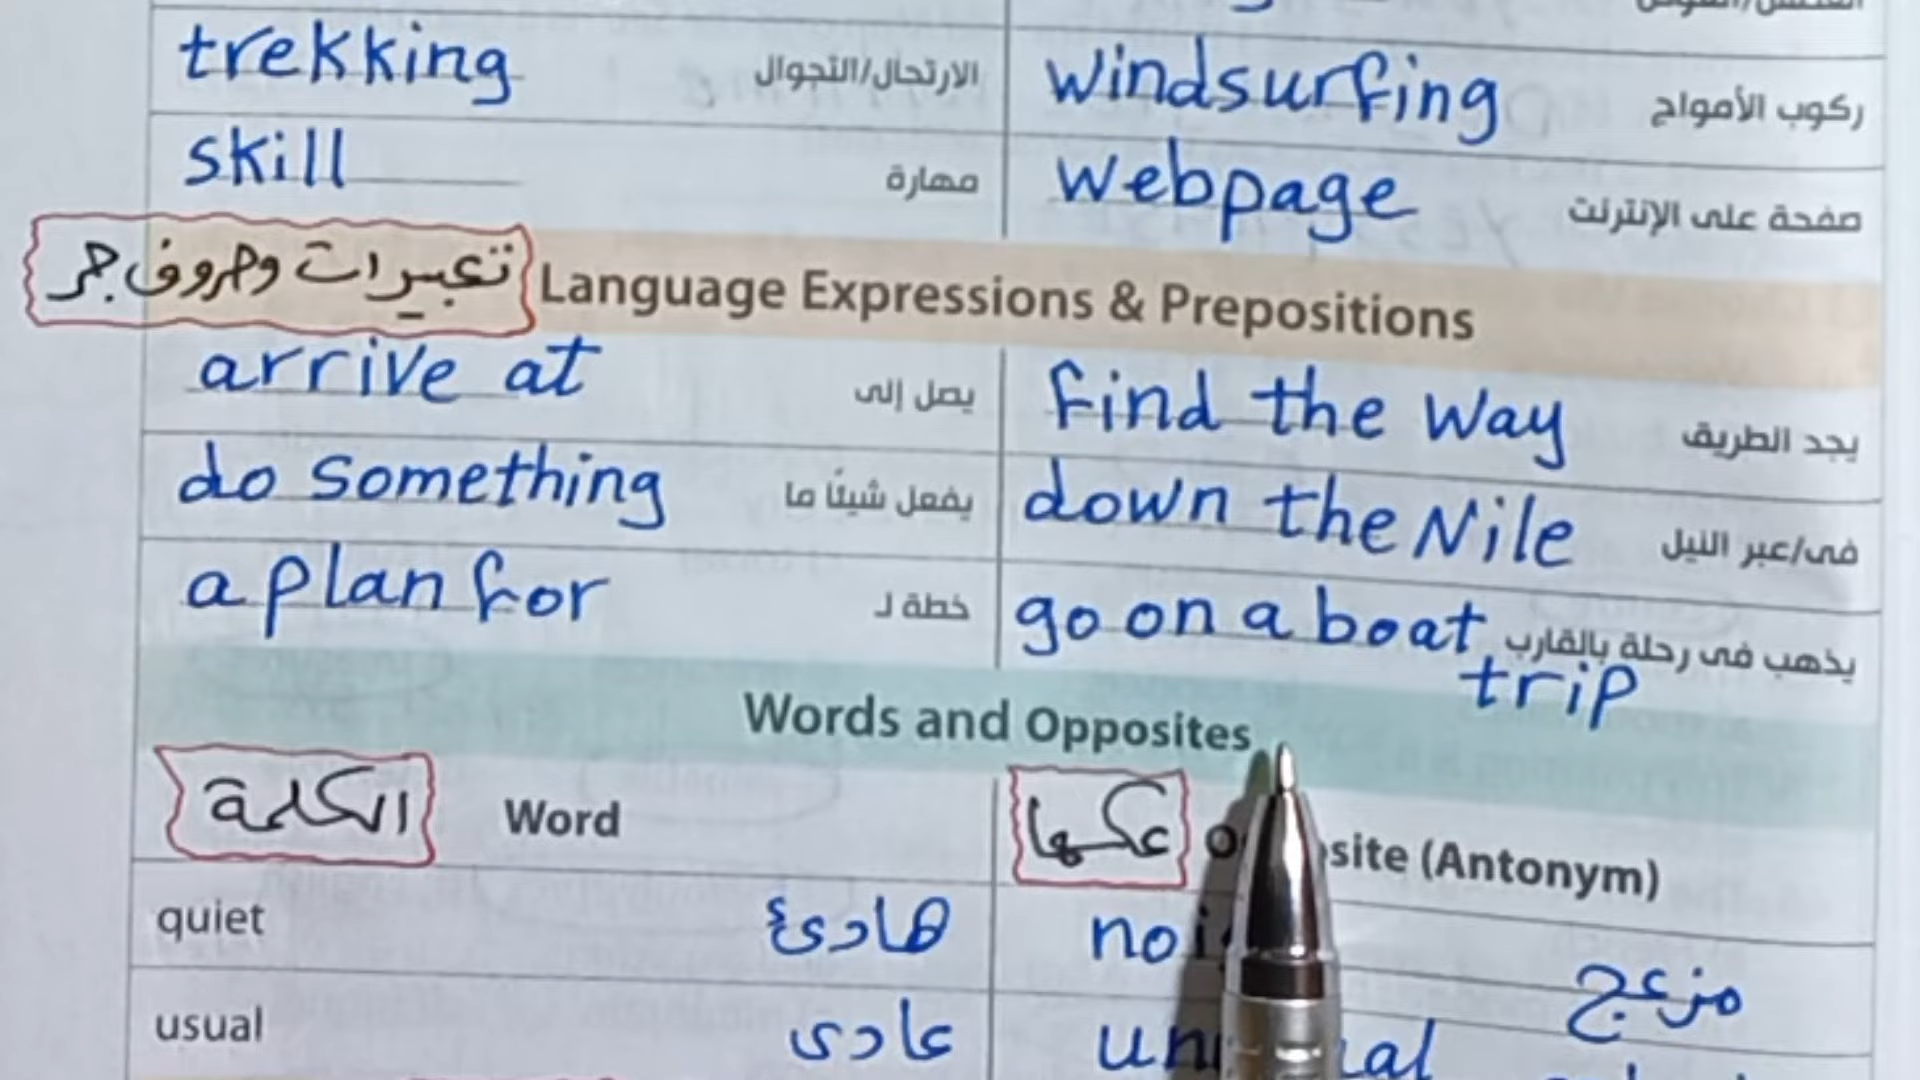 trekking الارتحال/التجوال windsurfing ركوب الأمواج
skill مهارة webpage صفحة على الإنترنت
تعبيرات وحروف جر Language Expressions & Prepositions
arrive at يصل إلى find the way يجد الطريق
do something يفعل شيئًا ما down the Nile فى/عبر النيل
a plan for خطة لـ go on a boat trip يذهب فى رحلة بالقارب
Words and Opposites
الكلمة Word عكسها (Antonym)
quiet هادئ مزعج
usual عادى